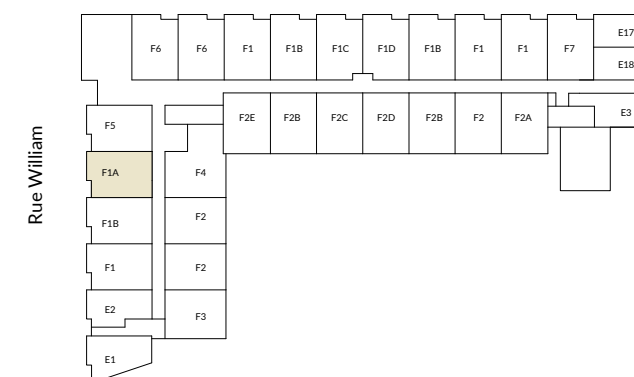 F6 F6 F1 F1B F1C F1D F1B F1 F1 F7 E17
E18
F2E F2B F2C F2D F2B F2 F2A E3
F5
F1A F4
F1B F2
F1 F2
E2 F3
E1
Rue William